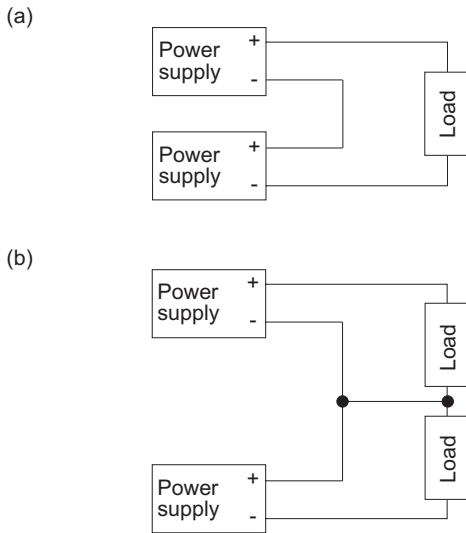 (a)
Power
supply
+
-
Power
supply
+
-
Load
(b)
Power
supply
+
-
Load
Load
Power
supply
+
-